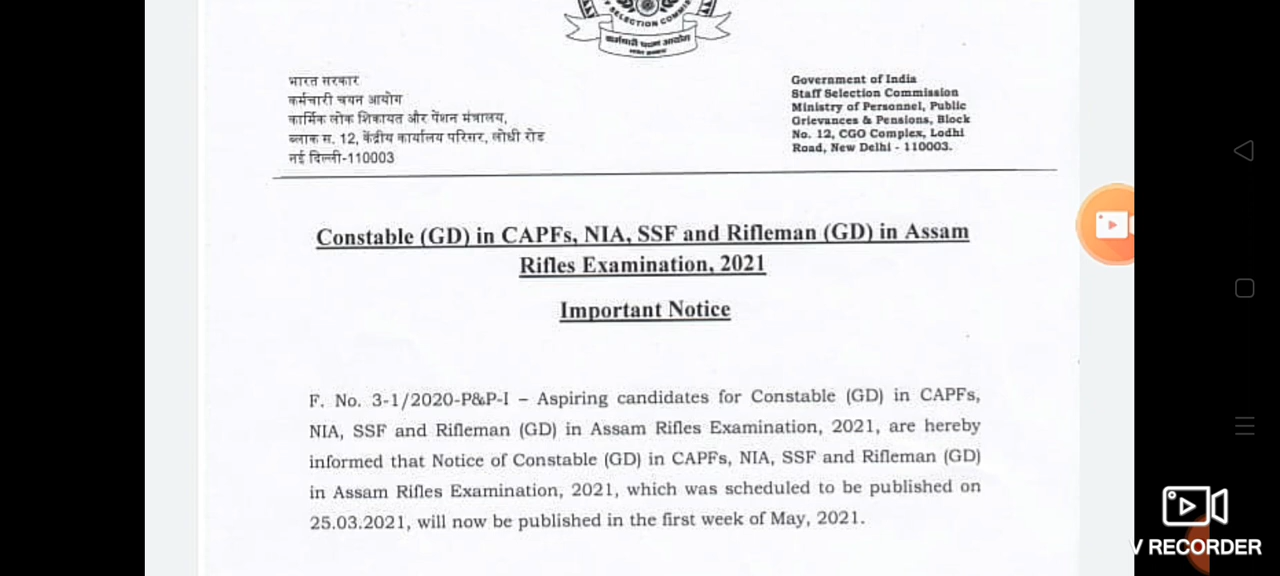 SELECTION COMMISS
कर्मचारी चयन आयोग
भारत सरकार
कर्मचारी चयन आयोग
कार्मिक लोक शिकायत और पेंशन मंत्रालय,
ब्लाक स. 12, केंद्रीय कार्यालय परिसर, लोधी रोड
नई दिल्ली-110003
Government of India
Staff Selection Commission
Ministry of Personnel, Public
Grievances & Pensions, Block
No. 12, CGO Complex, Lodhi
Road, New Delhi - 110003.
Constable (GD) in CAPFs, NIA, SSF and Rifleman (GD) in Assam
Rifles Examination, 2021
Important Notice
F. No. 3-1/2020-P&P-I – Aspiring candidates for Constable (GD) in CAPFs,
NIA, SSF and Rifleman (GD) in Assam Rifles Examination, 2021, are hereby
informed that Notice of Constable (GD) in CAPFs, NIA, SSF and Rifleman (GD)
in Assam Rifles Examination, 2021, which was scheduled to be published on
25.03.2021, will now be published in the first week of May, 2021.
V RECORDER